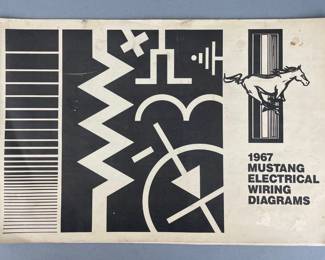 1967
MUSTANG
ELECTRICAL
WIRING
DIAGRAMS